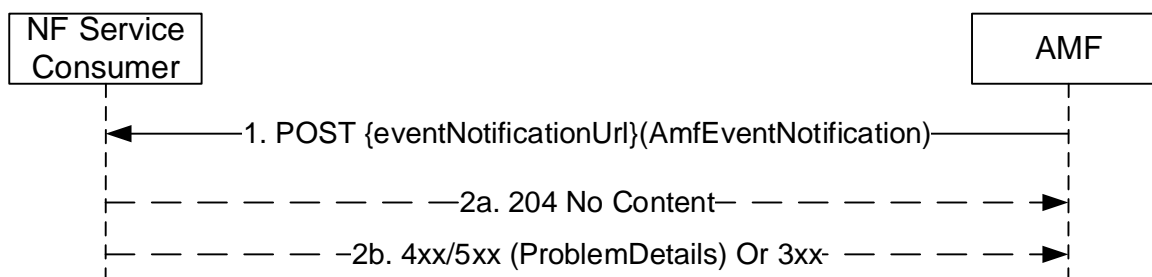 NF Service
Consumer
AMF
1. POST {eventNotificationUrl}(AmfEventNotification)
2a. 204 No Content
2b. 4xx/5xx (ProblemDetails) Or 3xx